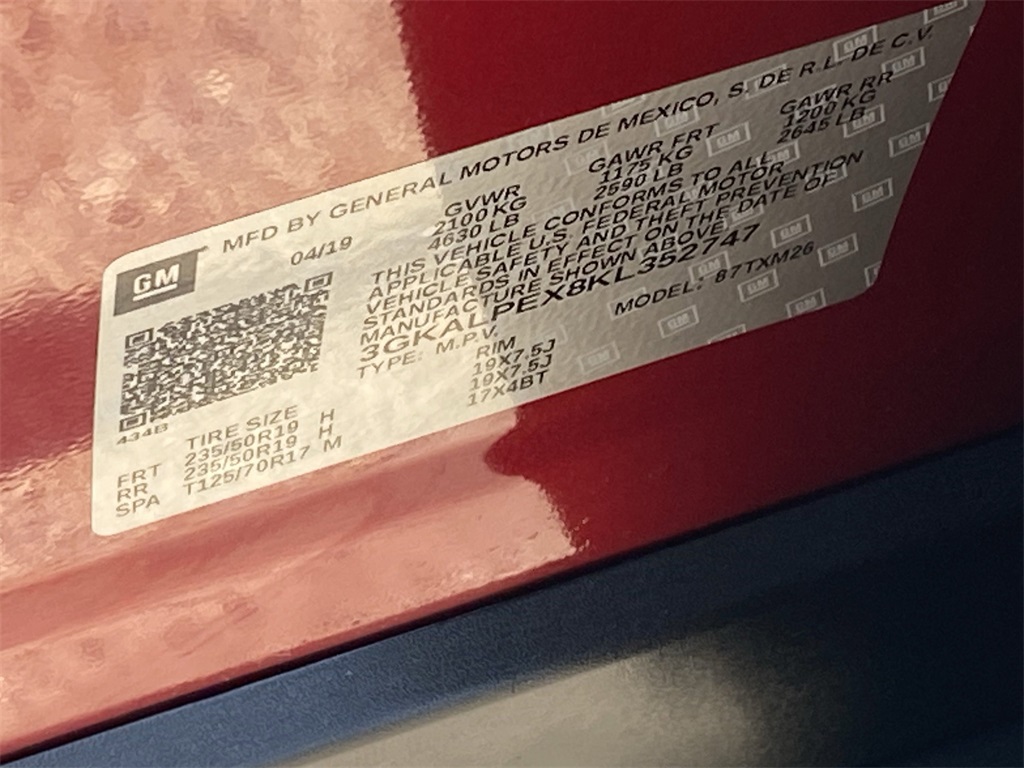 MFD BY GENERAL MOTORS DE MEXICO, S. DE R.L. DE C.V.
04/19
GVWR
2100 KG
4630 LB
GAWR FRT
1175 KG
2590 LB
GAWR RR
1200 KG
2645 LB
GM
THIS VEHICLE CONFORMS TO ALL
APPLICABLE U.S. FEDERAL MOTOR
VEHICLE SAFETY AND THEFT PREVENTION
STANDARDS IN EFFECT ON THE DATE OF
MANUFACTURE SHOWN ABOVE.
3GKALPEX8KL352747
TYPE: M.P.V.
MODEL: 87TXM26
434B
TIRE SIZE RIM
FRT 235/50R19 H 19X7.5J
RR 235/50R19 H 19X7.5J
SPA T125/70R17 M 17X4BT